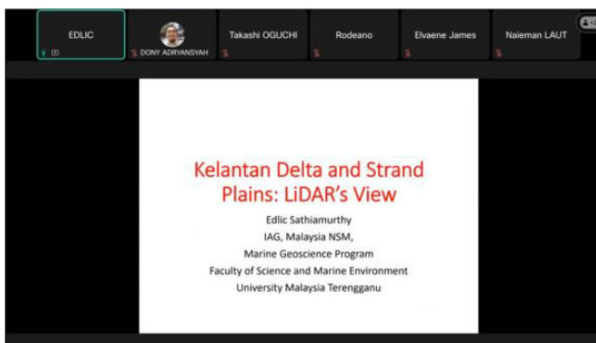 EDLIC
DONY ADRYANSYAH
Takashi OGUCHI
Rodeano
Elvaene James
Naieman LAUT
Kelantan Delta and Strand
Plains: LiDAR's View
Edlic Sathiamurthy
IAG, Malaysia NSM,
Marine Geoscience Program
Faculty of Science and Marine Environment
University Malaysia Terengganu